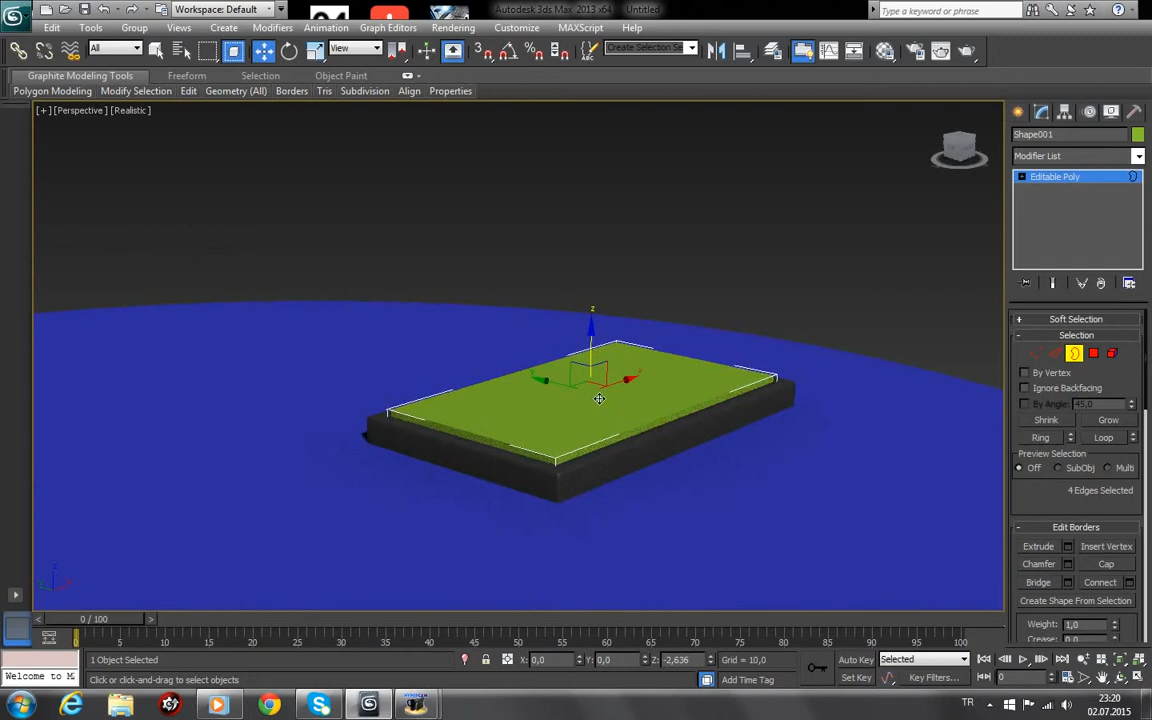 Workspace: Default
Autodesk 3ds Max 2013 x64
Untitled
Type a keyword or phrase
Edit
Tools
Group
Views
Create
Modifiers
Animation
Graph Editors
Rendering
Customize
MAXScript
Help
All
View
Create Selection Se
Graphite Modeling Tools
Freeform
Selection
Object Paint
Polygon Modeling
Modify Selection
Edit
Geometry (All)
Borders
Tris
Subdivision
Align
Properties
[+] [Perspective] [Realistic]
Shape001
Modifier List
Editable Poly
Soft Selection
Selection
By Vertex
Ignore Backfacing
By Angle: 45,0
Shrink
Grow
Ring
Loop
Preview Selection
Off
SubObj
Multi
4 Edges Selected
Edit Borders
Extrude
Insert Vertex
Chamfer
Cap
Bridge
Connect
Create Shape From Selection
Weight: 1,0
Crease: 0,0
z
0 / 100
0 5 10 15 20 25 30 35 40 45 50 55 60 65 70 75 80 85 90 95 100
1 Object Selected
X: 0,0
Y: 0,0
Z: -2,636
Grid = 10,0
Auto Key
Selected
Welcome to M
Click or click-and-drag to select objects
Add Time Tag
Set Key
Key Filters...
0
TR
23:20
02.07.2015